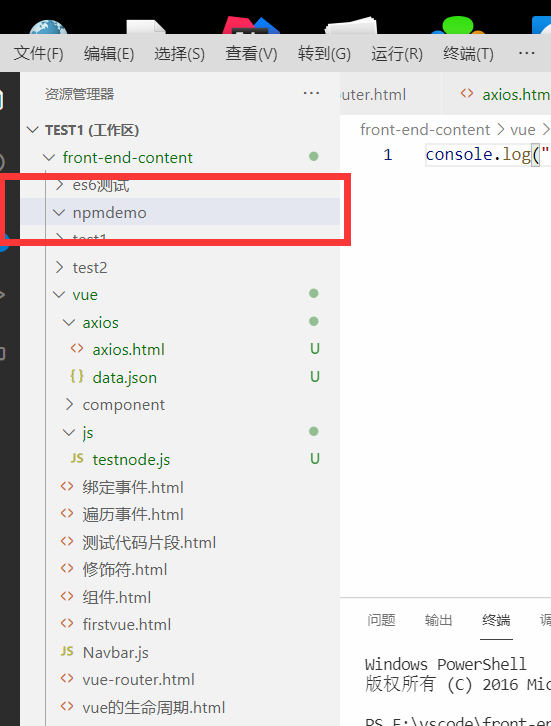 文件(F) 编辑(E) 选择(S) 查看(V) 转到(G) 运行(R) 终端(T) ···
资源管理器 ···
outer.html <> axios.htm
TEST1 (工作区)
front-end-content > vue >
front-end-content
1 console.log("
es6测试
npmdemo
test1
test2
vue
axios
<> axios.html U
{} data.json U
component
js
JS testnode.js U
<> 绑定事件.html
<> 遍历事件.html
<> 测试代码片段.html
<> 修饰符.html
<> 组件.html
<> firstvue.html
JS Navbar.js
<> vue-router.html
<> vue的生命周期.html
问题 输出 终端 调
Windows PowerShell
版权所有 (C) 2016 Mic
PS E:\vscode\front-en